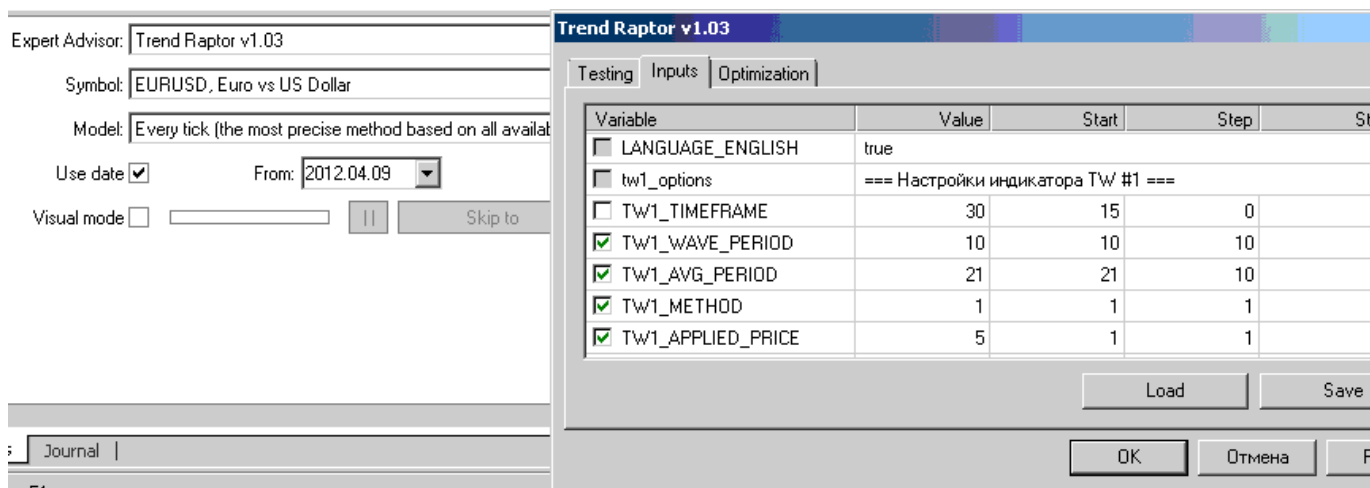 Expert Advisor: Trend Raptor v1.03
Symbol: EURUSD, Euro vs US Dollar
Model: Every tick (the most precise method based on all
Use date From: 2012.04.09
Visual mode || Skip to
Journal
Trend Raptor v1.03
Testing Inputs Optimization
Variable Value Start Step
LANGUAGE_ENGLISH true
tw1_options === Настройки индикатора TW #1 ===
TW1_TIMEFRAME 30 15 0
TW1_WAVE_PERIOD 10 10 10
TW1_AVG_PERIOD 21 21 10
TW1_METHOD 1 1 1
TW1_APPLIED_PRICE 5 1 1
Load Save
OK Отмена